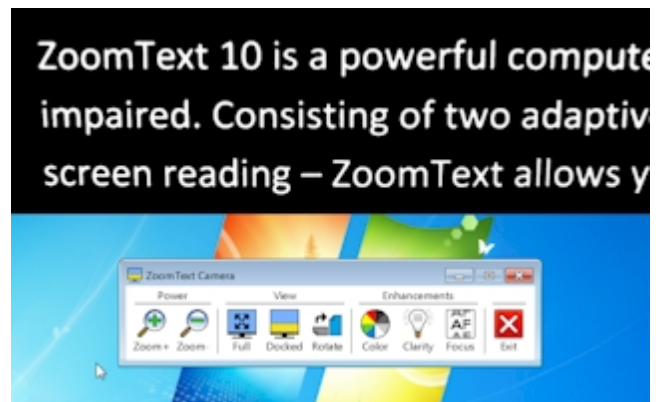 ZoomText 10 is a powerful compute
impaired. Consisting of two adaptiv
screen reading – ZoomText allows y
ZoomText Camera
Power View Enhancements
Zoom+ Zoom- Full Docked Rotate Color Clarity Focus Exit
AF